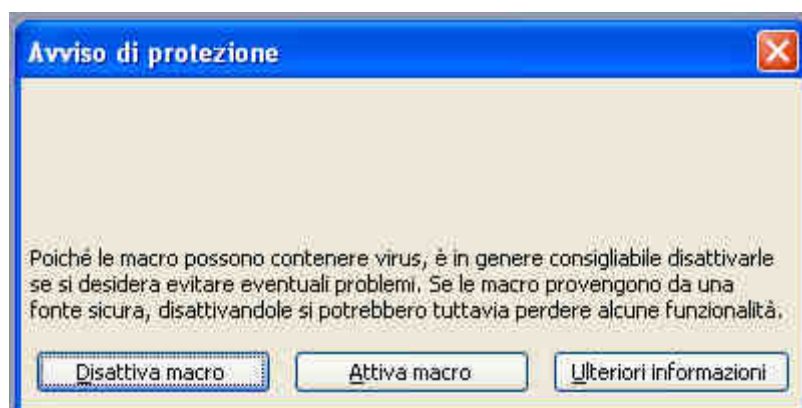 Avviso di protezione
Poiché le macro possono contenere virus, è in genere consigliabile disattivarle
se si desidera evitare eventuali problemi. Se le macro provengono da una
fonte sicura, disattivandole si potrebbero tuttavia perdere alcune funzionalità.
Disattiva macro Attiva macro Ulteriori informazioni